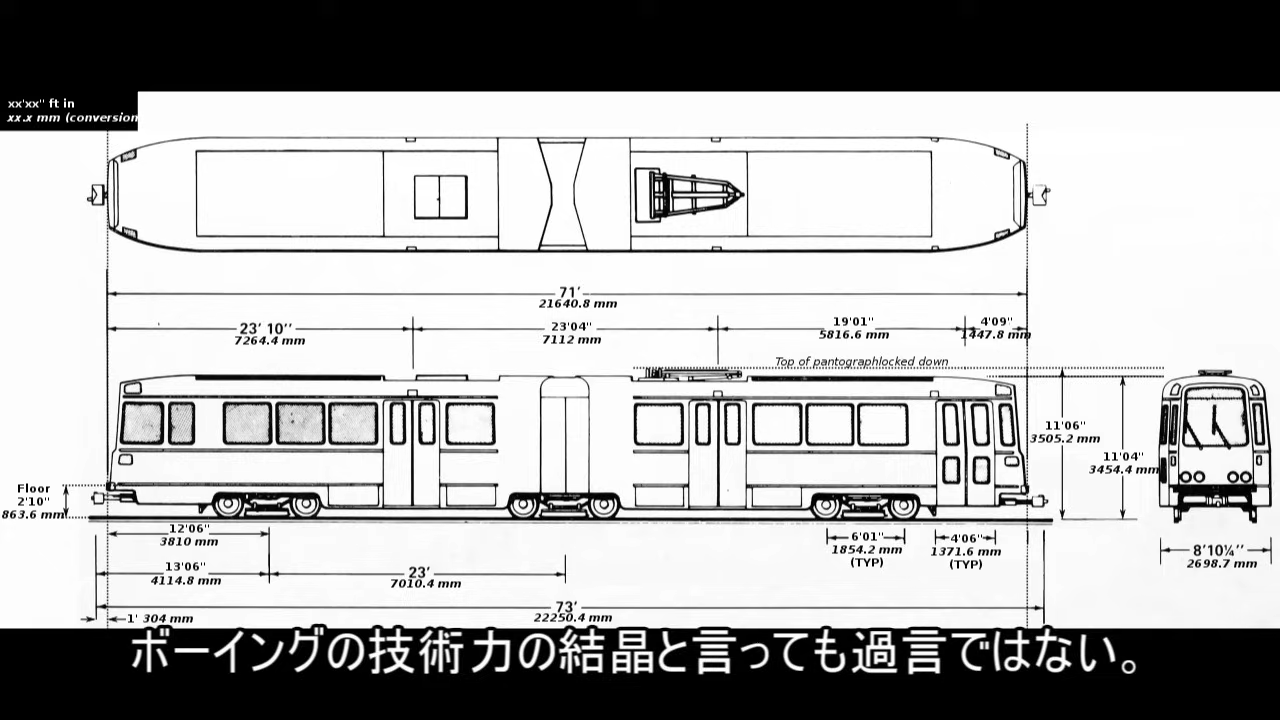 xx'xx" ft in
xx.x mm (conversion
71'
21640.8 mm
23' 10''
7264.4 mm
23'04"
7112 mm
19'01"
5816.6 mm
4'09"
1447.8 mm
Top of pantographlocked down
11'06"
3505.2 mm
11'04"
3454.4 mm
Floor
2'10"
863.6 mm
12'06"
3810 mm
6'01"
1854.2 mm
(TYP)
4'06"
1371.6 mm
(TYP)
8'10¼''
2698.7 mm
13'06"
4114.8 mm
23'
7010.4 mm
73'
22250.4 mm
1' 304 mm
ボーイングの技術力の結晶と言っても過言ではない。